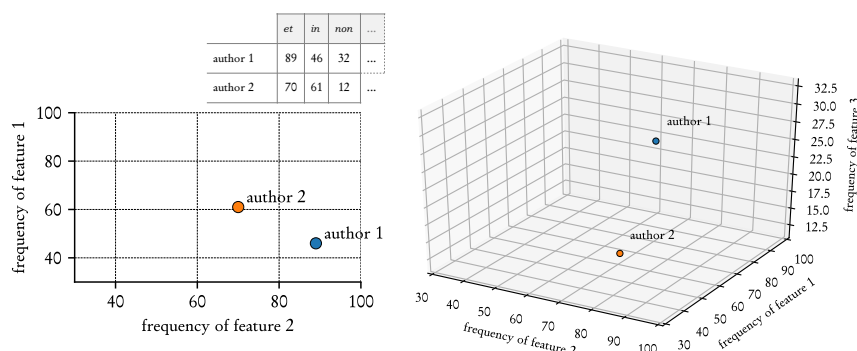 et in non ...
author 1 89 46 32 ...
author 2 70 61 12 ...
frequency of feature 1
100
80
60
40
author 2
author 1
40 60 80 100
frequency of feature 2
author 1
author 2
32.5
30.0
27.5
25.0
22.5
20.0
17.5
15.0
12.5
frequency of feature 3
30 40 50 60 70 80 90 100
frequency of feature 2
30 40 50 60 70 80 90 100
frequency of feature 1